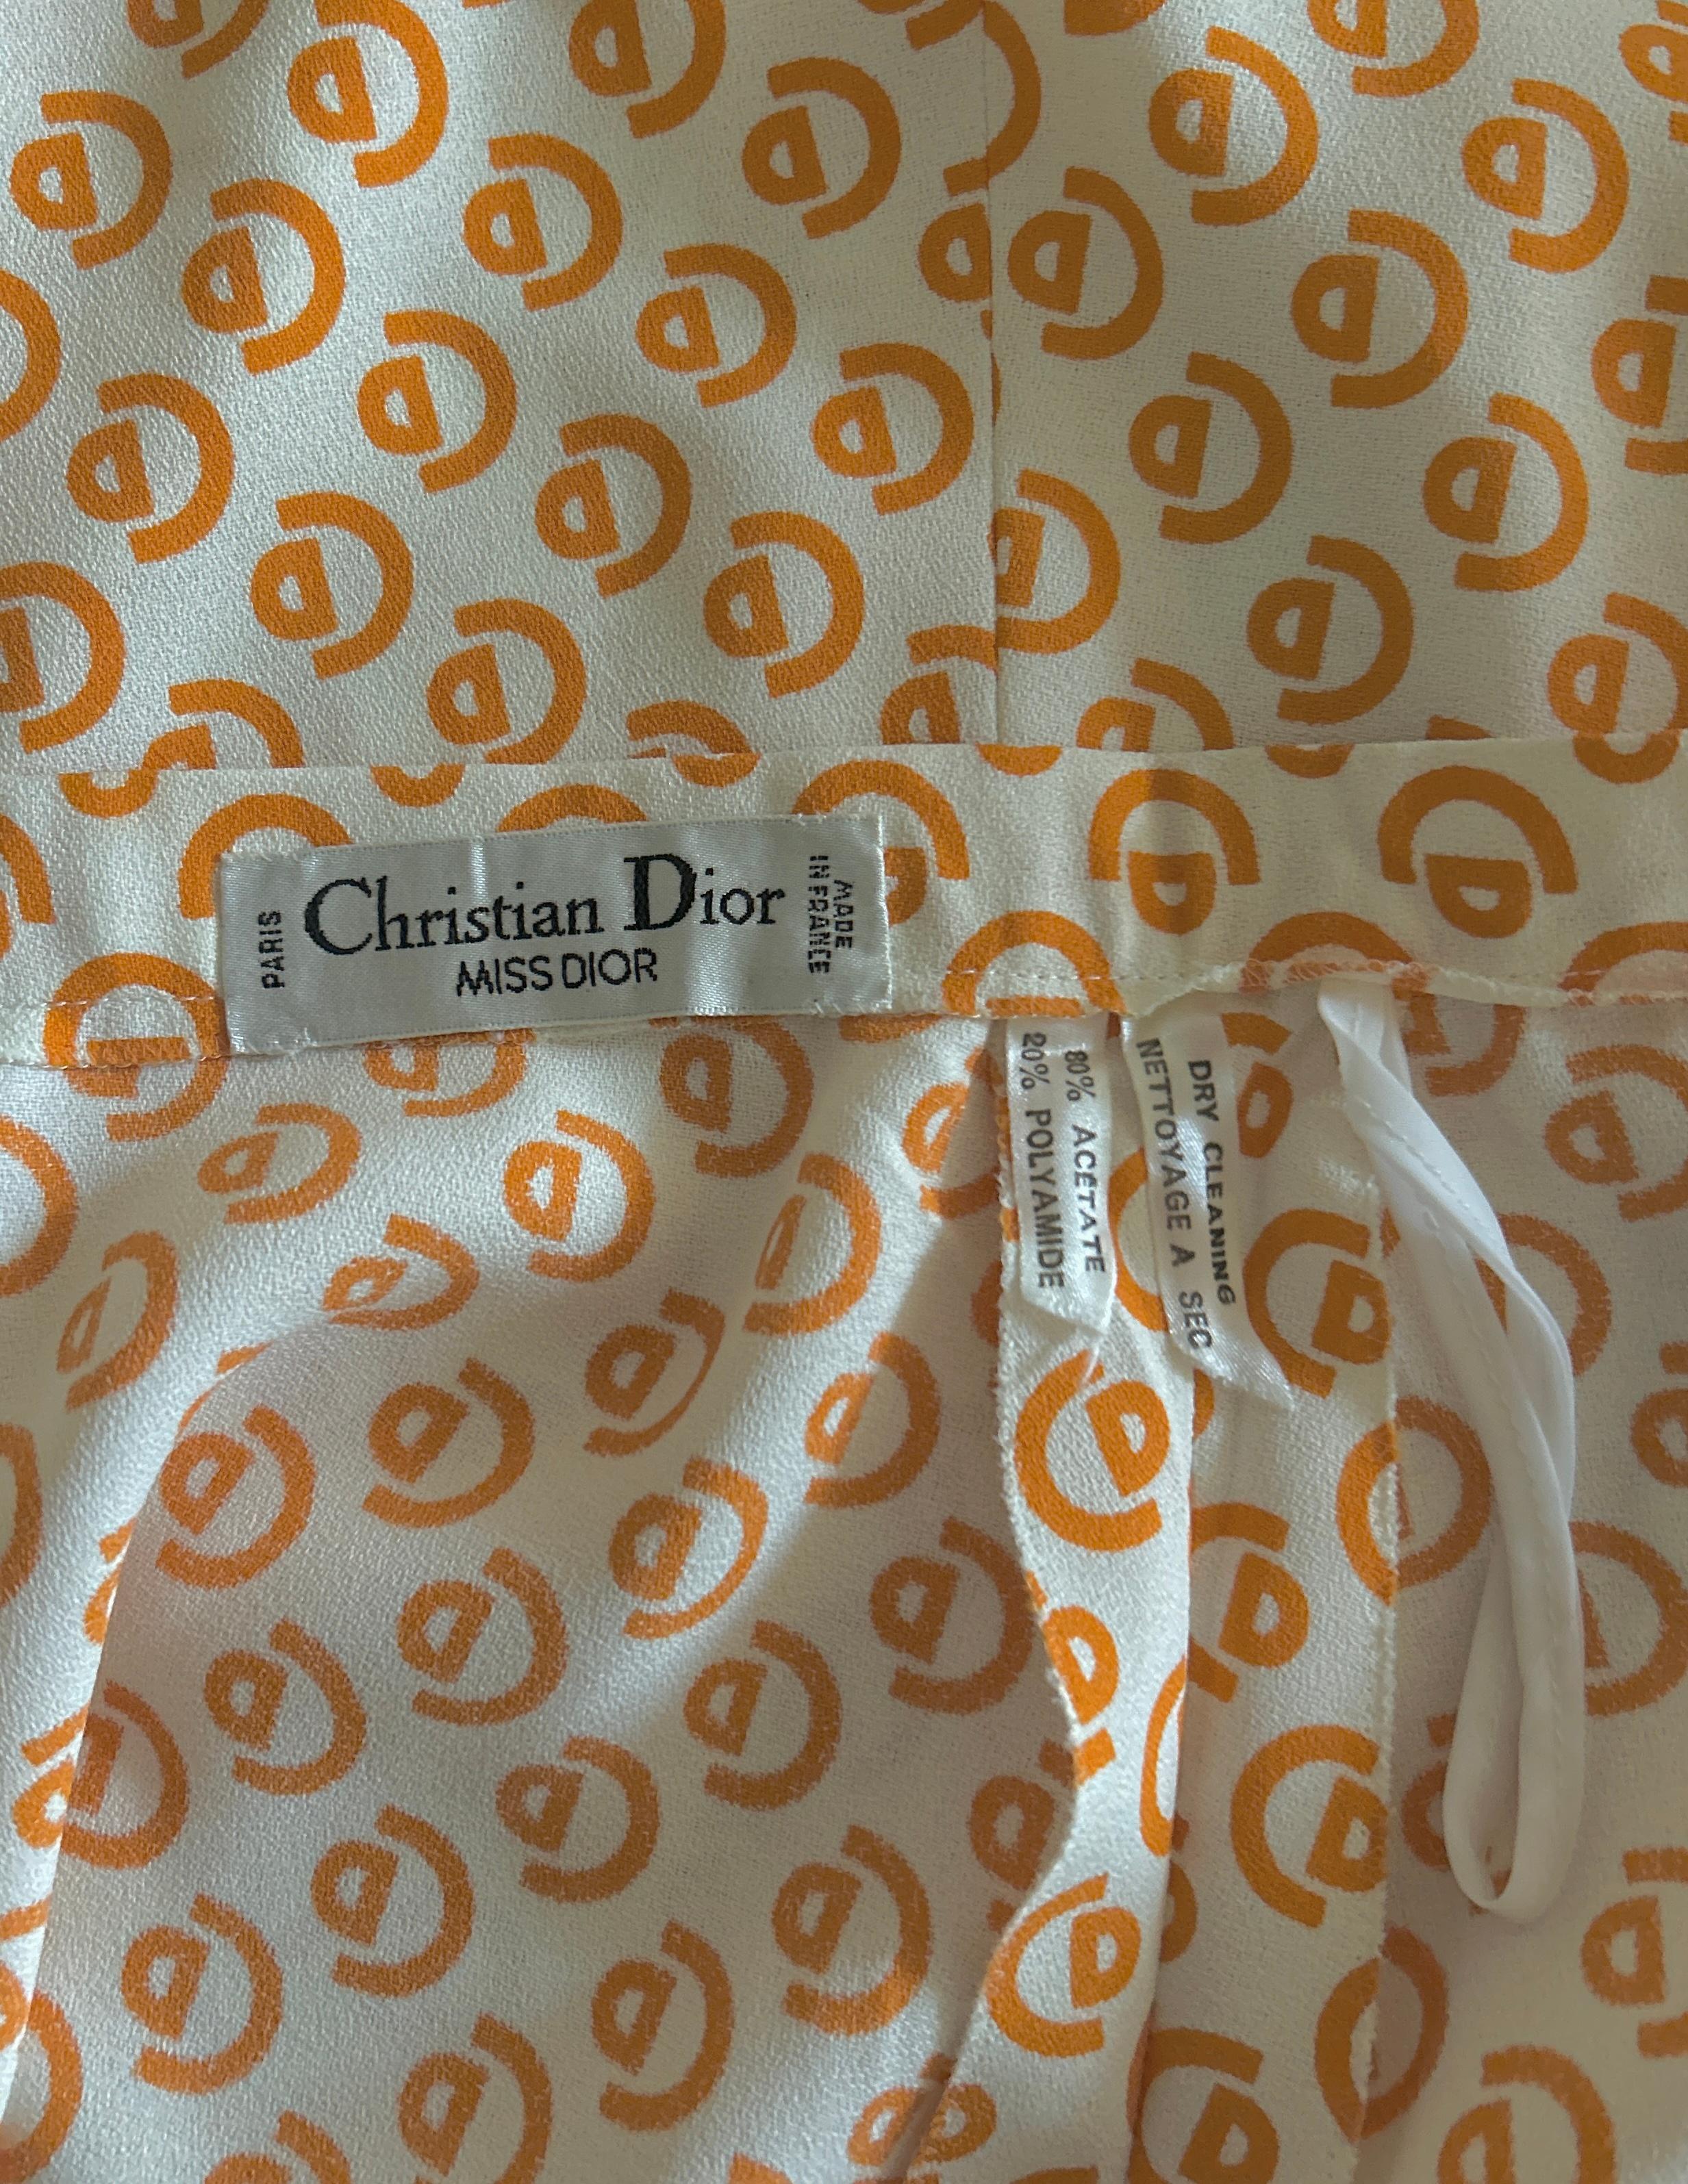 PARIS
Christian Dior
MISS DIOR
MADE
IN FRANCE
80% ACETATE
20% POLYAMIDE
DRY CLEANING
NETTOYAGE A SEC